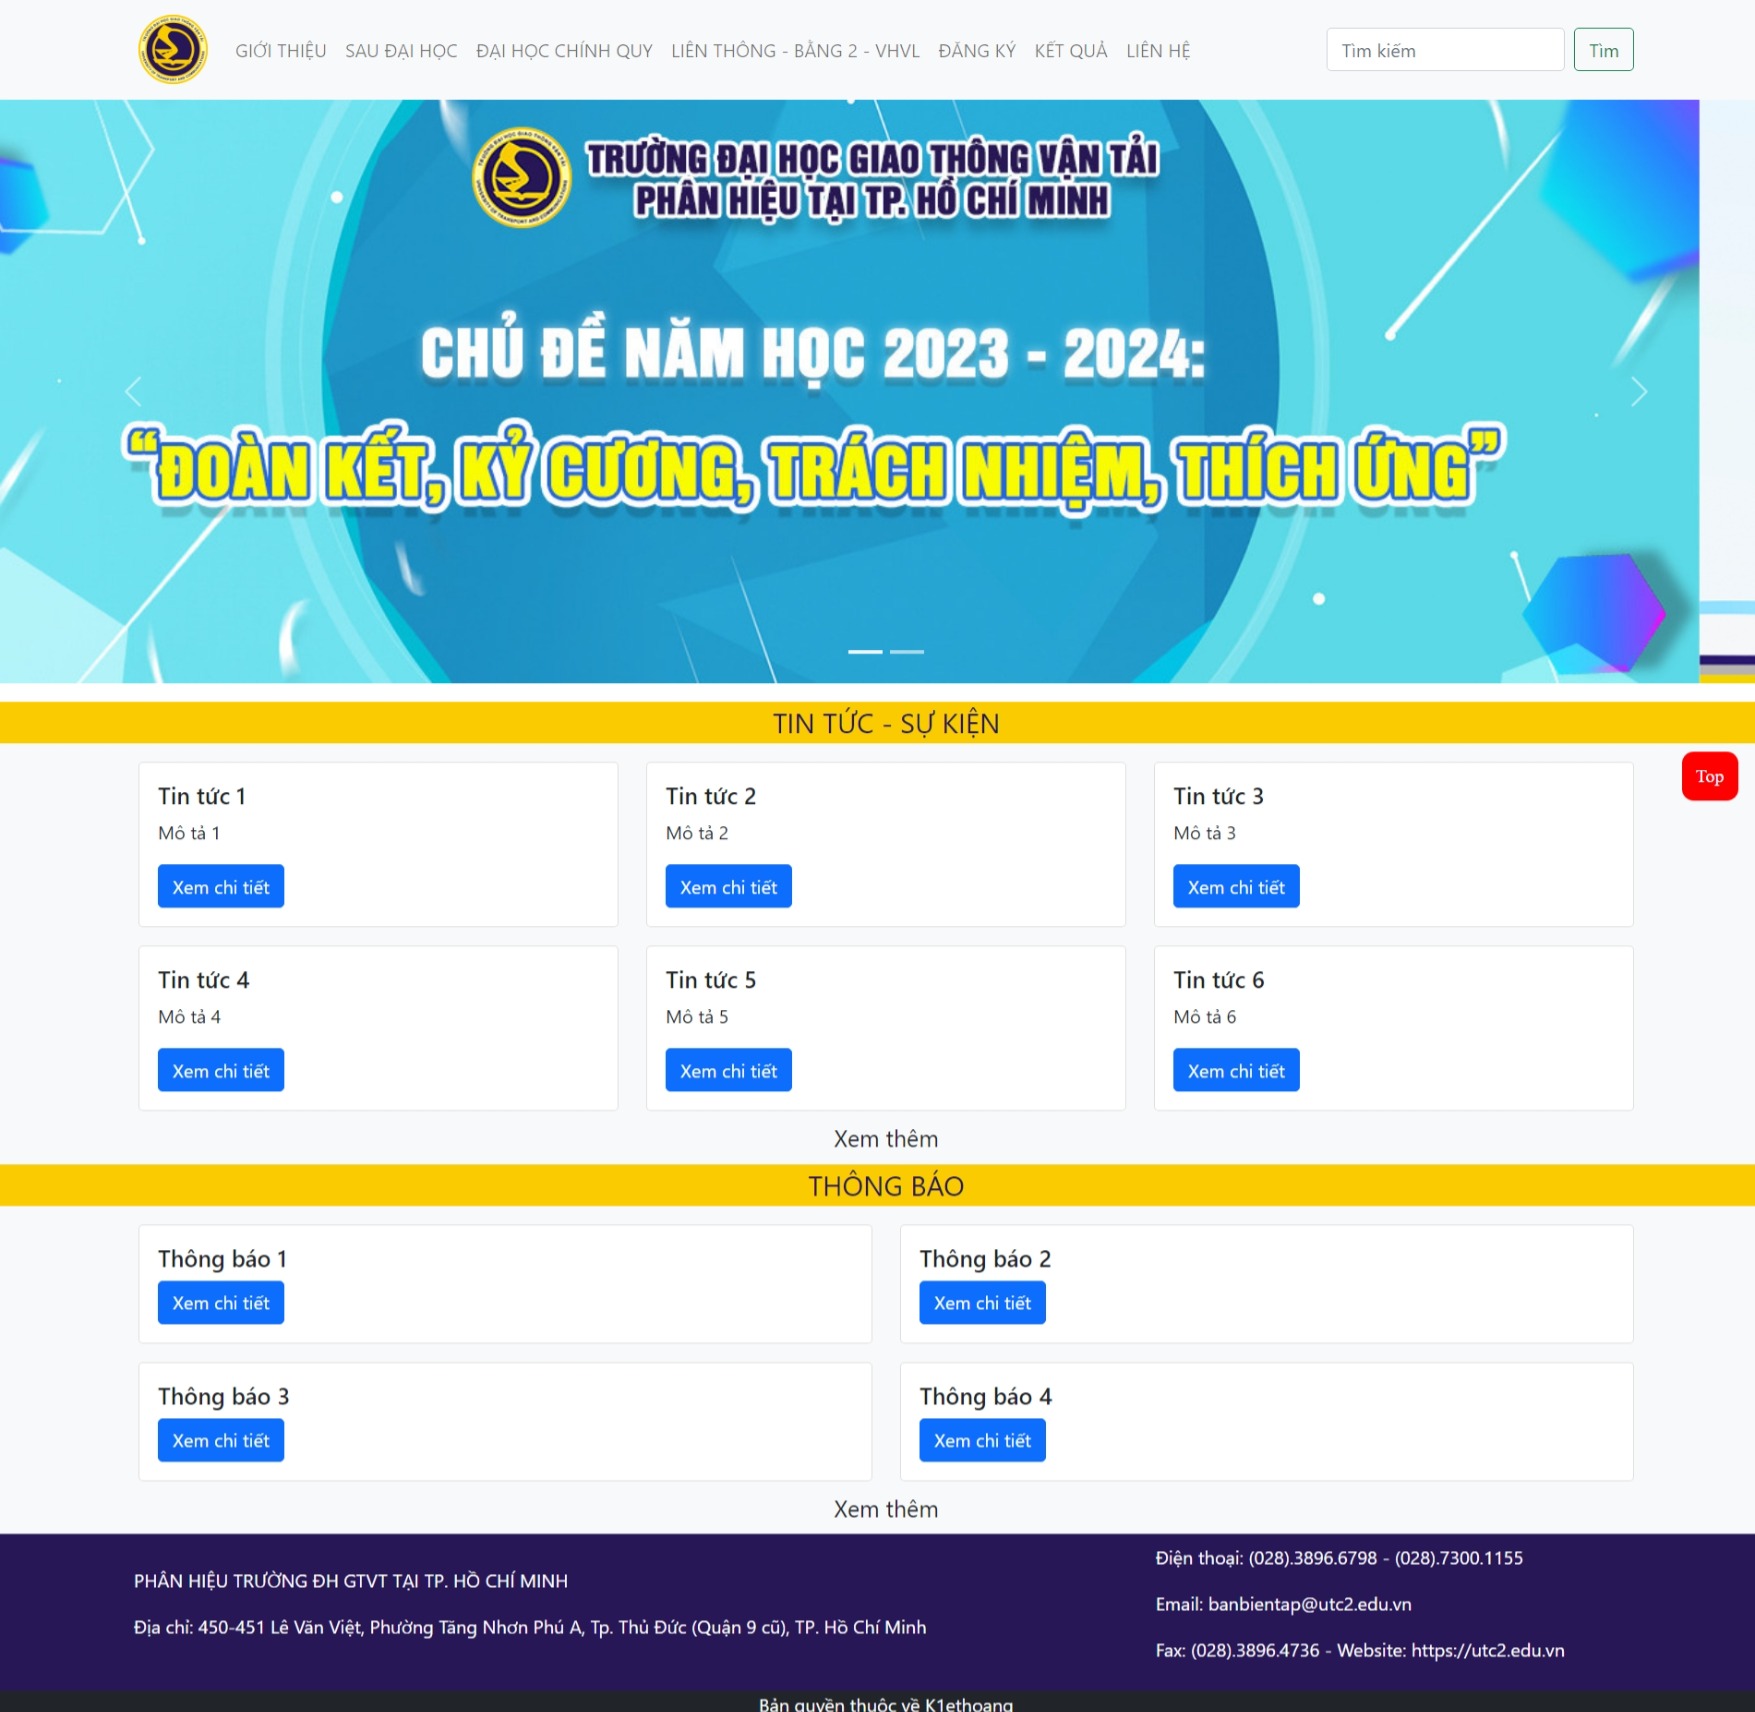 GIỚI THIỆU SAU ĐẠI HỌC ĐẠI HỌC CHÍNH QUY LIÊN THÔNG - BẰNG 2 - VHVL ĐĂNG KÝ KẾT QUẢ LIÊN HỆ Tìm kiếm Tìm
TRƯỜNG ĐẠI HỌC GIAO THÔNG VẬN TẢI
PHÂN HIỆU TẠI TP. HỒ CHÍ MINH
CHỦ ĐỀ NĂM HỌC 2023 - 2024:
“ĐOÀN KẾT, KỶ CƯƠNG, TRÁCH NHIỆM, THÍCH ỨNG”
TIN TỨC - SỰ KIỆN
Top
Tin tức 1
Mô tả 1
Xem chi tiết
Tin tức 2
Mô tả 2
Xem chi tiết
Tin tức 3
Mô tả 3
Xem chi tiết
Tin tức 4
Mô tả 4
Xem chi tiết
Tin tức 5
Mô tả 5
Xem chi tiết
Tin tức 6
Mô tả 6
Xem chi tiết
Xem thêm
THÔNG BÁO
Thông báo 1
Xem chi tiết
Thông báo 2
Xem chi tiết
Thông báo 3
Xem chi tiết
Thông báo 4
Xem chi tiết
Xem thêm
PHÂN HIỆU TRƯỜNG ĐH GTVT TẠI TP. HỒ CHÍ MINH
Địa chỉ: 450-451 Lê Văn Việt, Phường Tăng Nhơn Phú A, Tp. Thủ Đức (Quận 9 cũ), TP. Hồ Chí Minh
Điện thoại: (028).3896.6798 - (028).7300.1155
Email: banbientap@utc2.edu.vn
Fax: (028).3896.4736 - Website: https://utc2.edu.vn
Bản quyền thuộc về K1ethoang